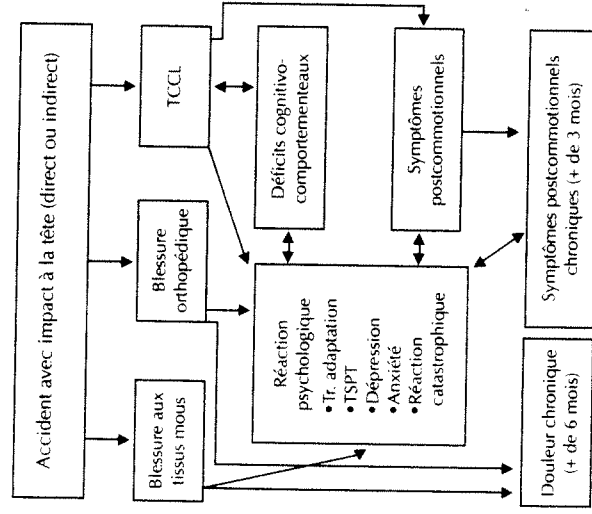 Accident avec impact à la tête (direct ou indirect)
Blessure aux
tissus mous
Blessure
orthopédique
TCCL
Réaction
psychologique
• Tr. adaptation
• TSPT
• Dépression
• Anxiété
• Réaction
catastrophique
Déficits cognitivo-
comportementeaux
Symptômes
postcommotionnels
Douleur chronique
(+ de 6 mois)
Symptômes postcommotionnels
chroniques (+ de 3 mois)